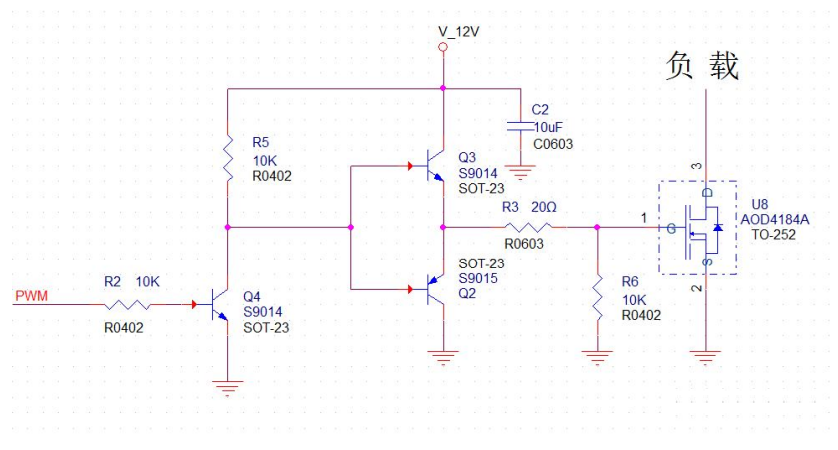 V_12V
负 载
R5
10K
R0402
C2
10uF
C0603
Q3
S9014
SOT-23
3
D
U8
AOD4184A
TO-252
1
G
S
2
R3 20Ω
R0603
SOT-23
S9015
Q2
R6
10K
R0402
PWM
R2 10K
R0402
Q4
S9014
SOT-23